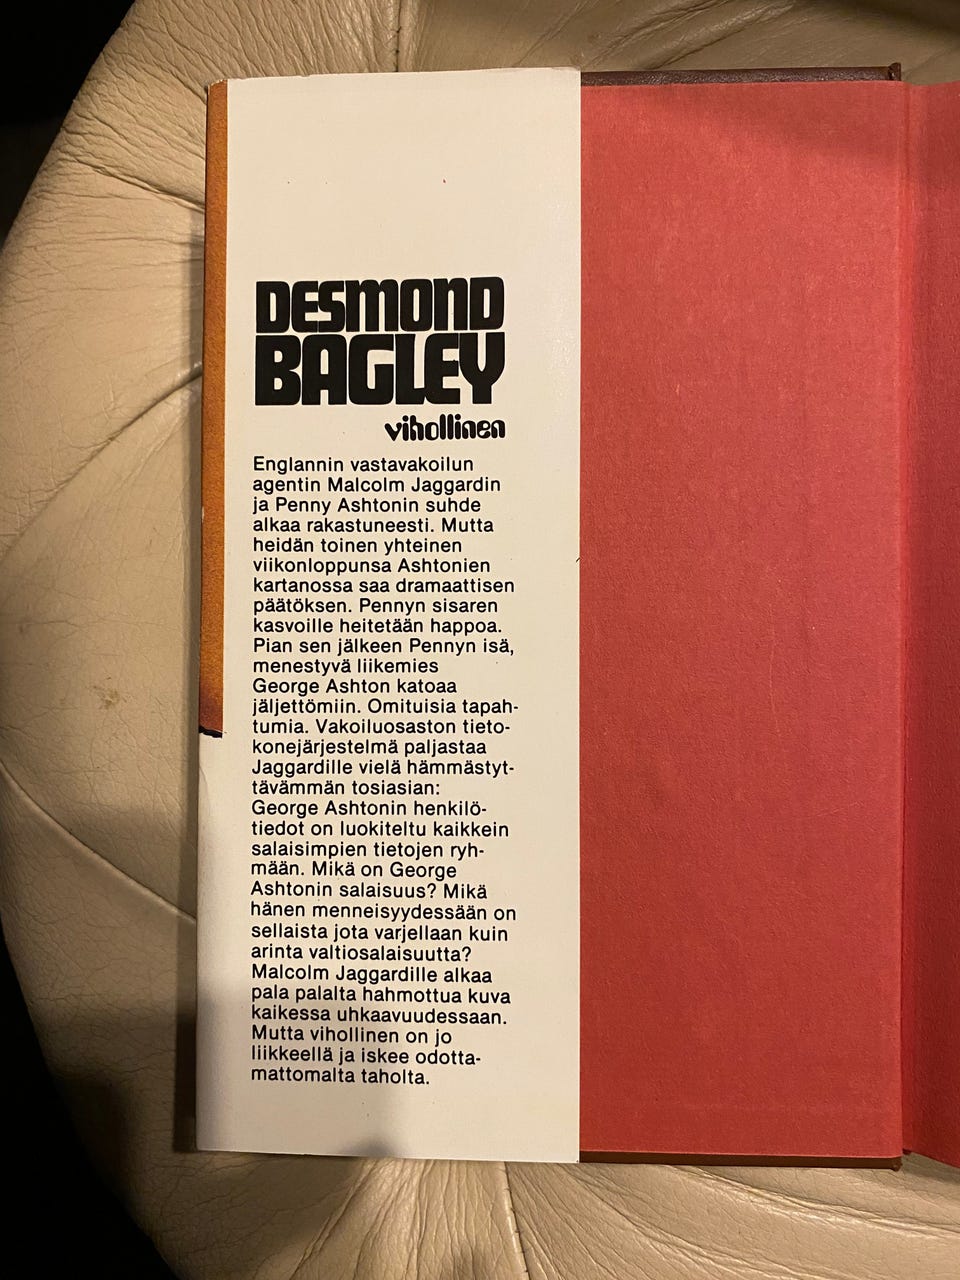 DESMOND
BAGLEY
vihollinen
Englannin vastavakoilun
agentin Malcolm Jaggardin
ja Penny Ashtonin suhde
alkaa rakastuneesti. Mutta
heidän toinen yhteinen
viikonloppunsa Ashtonien
kartanossa saa dramaattisen
päätöksen. Pennyn sisaren
kasvoille heitetään happoa.
Pian sen jälkeen Pennyn isä,
menestyvä liikemies
George Ashton katoaa
jäljettömiin. Omituisia tapah-
tumia. Vakoiluosaston tieto-
konejärjestelmä paljastaa
Jaggardille vielä hämmästyt-
tävämmän tosiasian:
George Ashtonin henkilö-
tiedot on luokiteltu kaikkein
salaisimpien tietojen ryh-
mään. Mikä on George
Ashtonin salaisuus? Mikä
hänen menneisyydessään on
sellaista jota varjellaan kuin
arinta valtiosalaisuutta?
Malcolm Jaggardille alkaa
pala palalta hahmottua kuva
kaikessa uhkaavuudessaan.
Mutta vihollinen on jo
liikkeellä ja iskee odotta-
mattomalta taholta.